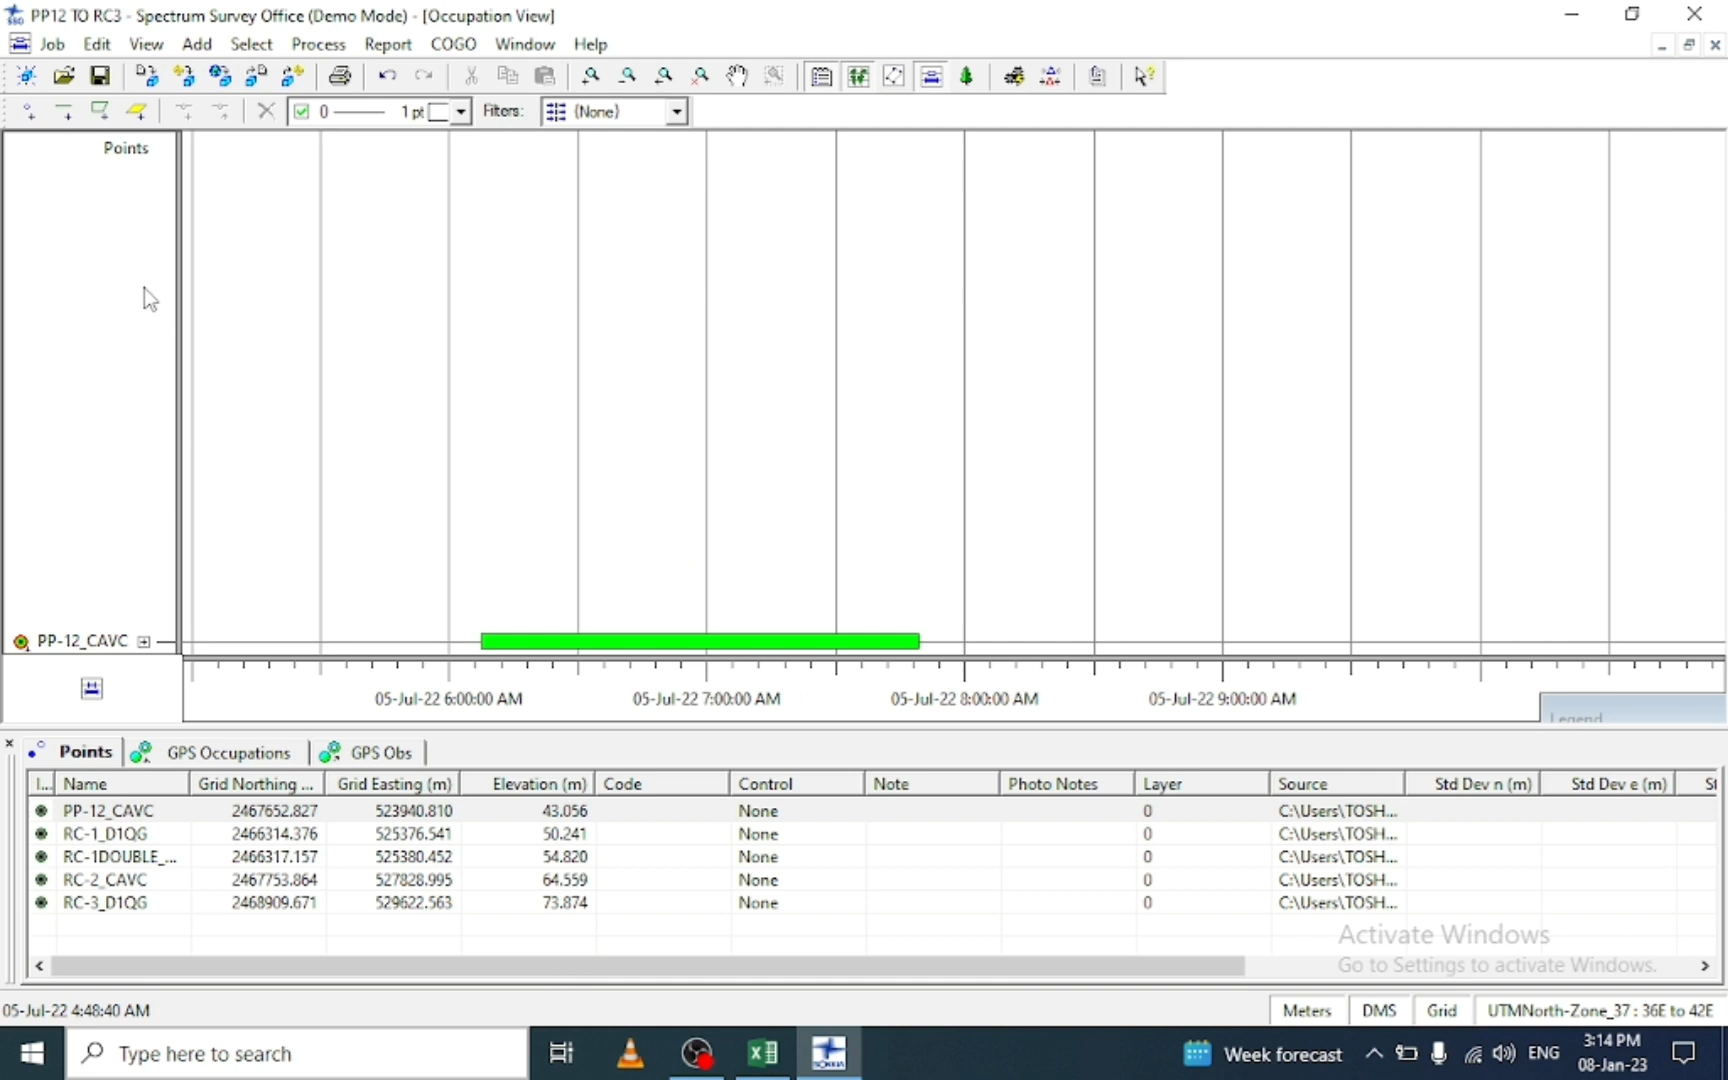 PP12 TO RC3 - Spectrum Survey Office (Demo Mode) - [Occupation View]
Job Edit View Add Select Process Report COGO Window Help
0 1 pt Filters: (None)
Points
PP-12_CAVC
05-Jul-22 6:00:00 AM 05-Jul-22 7:00:00 AM 05-Jul-22 8:00:00 AM 05-Jul-22 9:00:00 AM
Legend
Points GPS Occupations GPS Obs
I... Name Grid Northing ... Grid Easting (m) Elevation (m) Code Control Note Photo Notes Layer Source Std Dev n (m) Std Dev e (m) St
PP-12_CAVC 2467652.827 523940.810 43.056 None 0 C:\Users\TOSH...
RC-1_D1QG 2466314.376 525376.541 50.241 None 0 C:\Users\TOSH...
RC-1DOUBLE_... 2466317.157 525380.452 54.820 None 0 C:\Users\TOSH...
RC-2_CAVC 2467753.864 527828.995 64.559 None 0 C:\Users\TOSH...
RC-3_D1QG 2468909.671 529622.563 73.874 None 0 C:\Users\TOSH...
Activate Windows
Go to Settings to activate Windows.
05-Jul-22 4:48:40 AM Meters DMS Grid UTMNorth-Zone_37 : 36E to 42E
Type here to search Week forecast ENG 3:14 PM
08-Jan-23